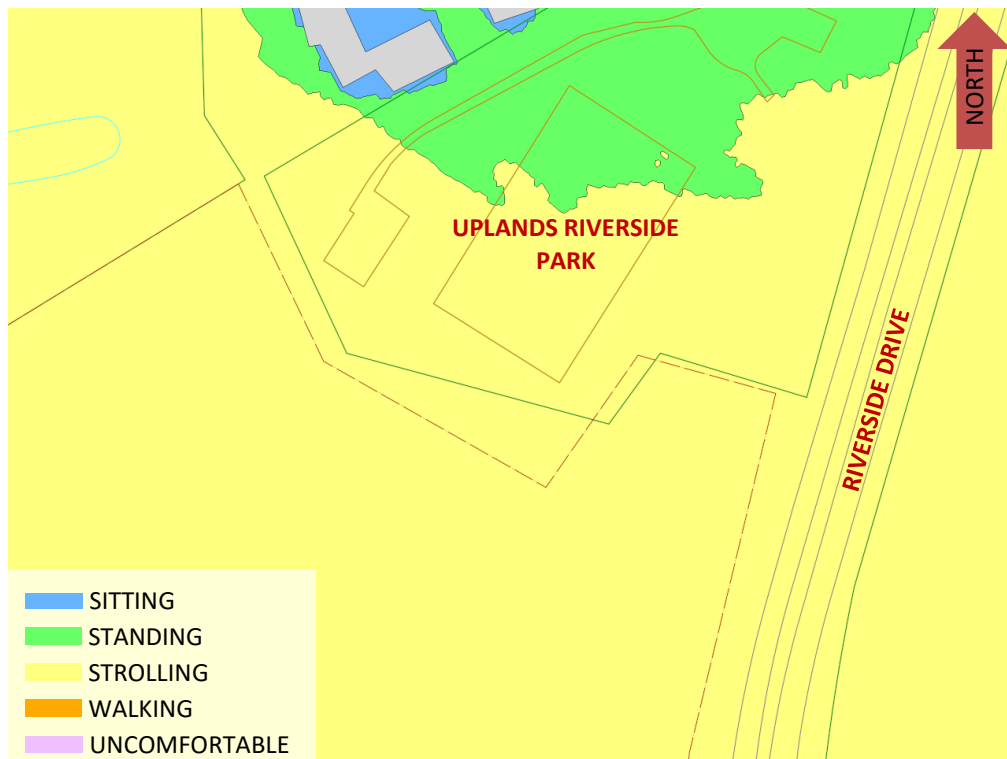 NORTH
UPLANDS RIVERSIDE
PARK
RIVERSIDE DRIVE
SITTING
STANDING
STROLLING
WALKING
UNCOMFORTABLE